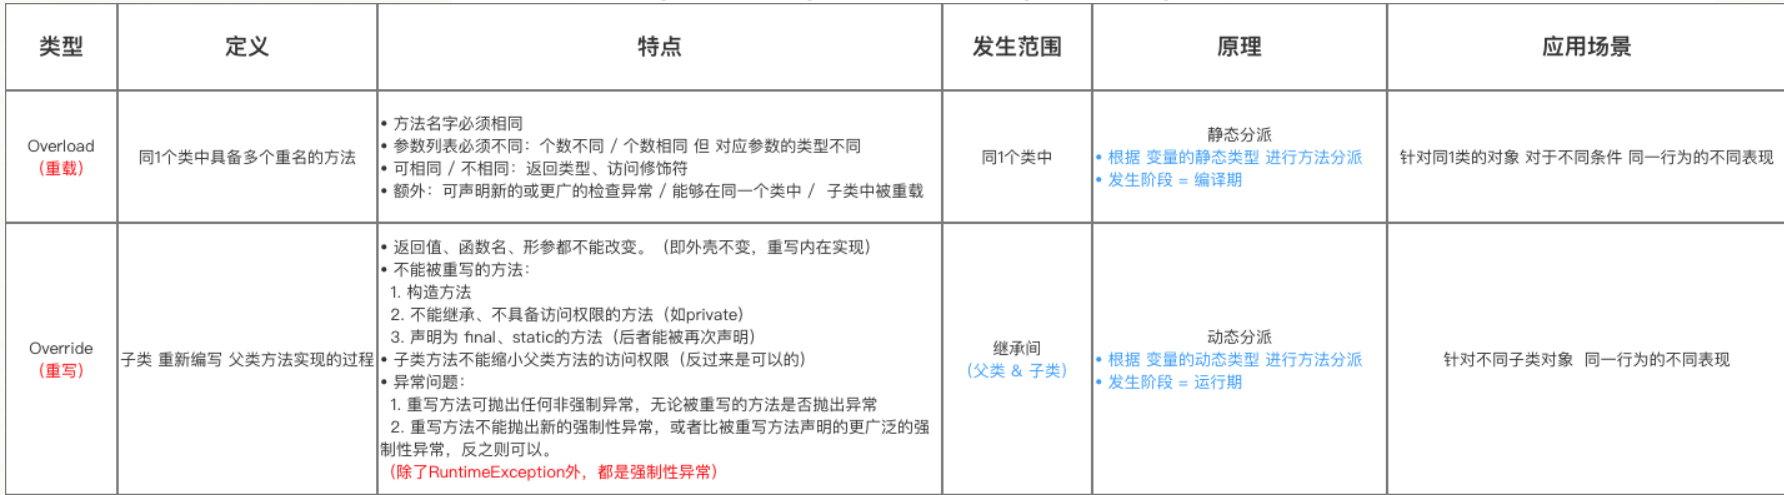 类型
定义
特点
发生范围
原理
应用场景
Overload
（重载）
同1个类中具备多个重名的方法
• 方法名字必须相同
• 参数列表必须不同：个数不同 / 个数相同 但 对应参数的类型不同
• 可相同 / 不相同：返回类型、访问修饰符
• 额外：可声明新的或更广的检查异常 / 能够在同一个类中 / 子类中被重载
同1个类中
静态分派
• 根据 变量的静态类型 进行方法分派
• 发生阶段 = 编译期
针对同1类的对象 对于不同条件 同一行为的不同表现
Override
（重写）
子类 重新编写 父类方法实现的过程
• 返回值、函数名、形参都不能改变。（即外壳不变，重写内在实现）
• 不能被重写的方法：
1. 构造方法
2. 不能继承、不具备访问权限的方法（如private）
3. 声明为 final、static的方法（后者能被再次声明）
• 子类方法不能缩小父类方法的访问权限（反过来是可以的）
• 异常问题：
1. 重写方法可抛出任何非强制异常，无论被重写的方法是否抛出异常
2. 重写方法不能抛出新的强制性异常，或者比被重写方法声明的更广泛的强
制性异常，反之则可以。
（除了RuntimeException外，都是强制性异常）
继承间
（父类 & 子类）
动态分派
• 根据 变量的动态类型 进行方法分派
• 发生阶段 = 运行期
针对不同子类对象 同一行为的不同表现